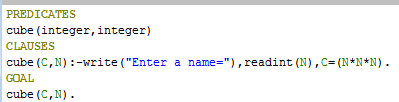 PREDICATES
cube(integer,integer)
CLAUSES
cube(C,N):-write("Enter a name="),readint(N),C=(N*N*N).
GOAL
cube(C,N).